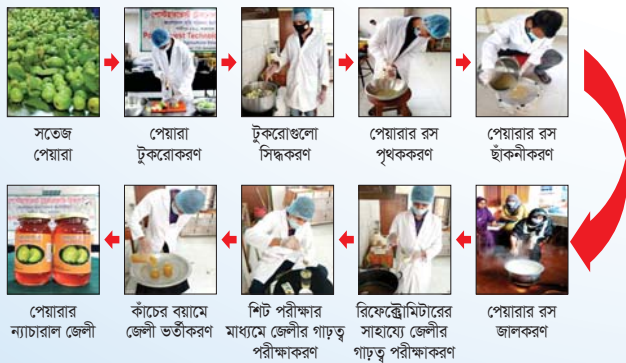 সতেজ
পেয়ারা
পেয়ারা
টুকরোকরণ
টুকরোগুলো
সিদ্ধকরণ
পেয়ারার রস
পৃথককরণ
পেয়ারার রস
ছাঁকনীকরণ
পেয়ারার রস
জালকরণ
রিফেক্ট্রোমিটারের
সাহায্যে জেলীর
গাঢ়ত্ব পরীক্ষাকরণ
শিট পরীক্ষার
মাধ্যমে জেলীর গাঢ়ত্ব
পরীক্ষাকরণ
কাঁচের বয়ামে
জেলী ভর্তীকরণ
পেয়ারার
ন্যাচারাল জেলী